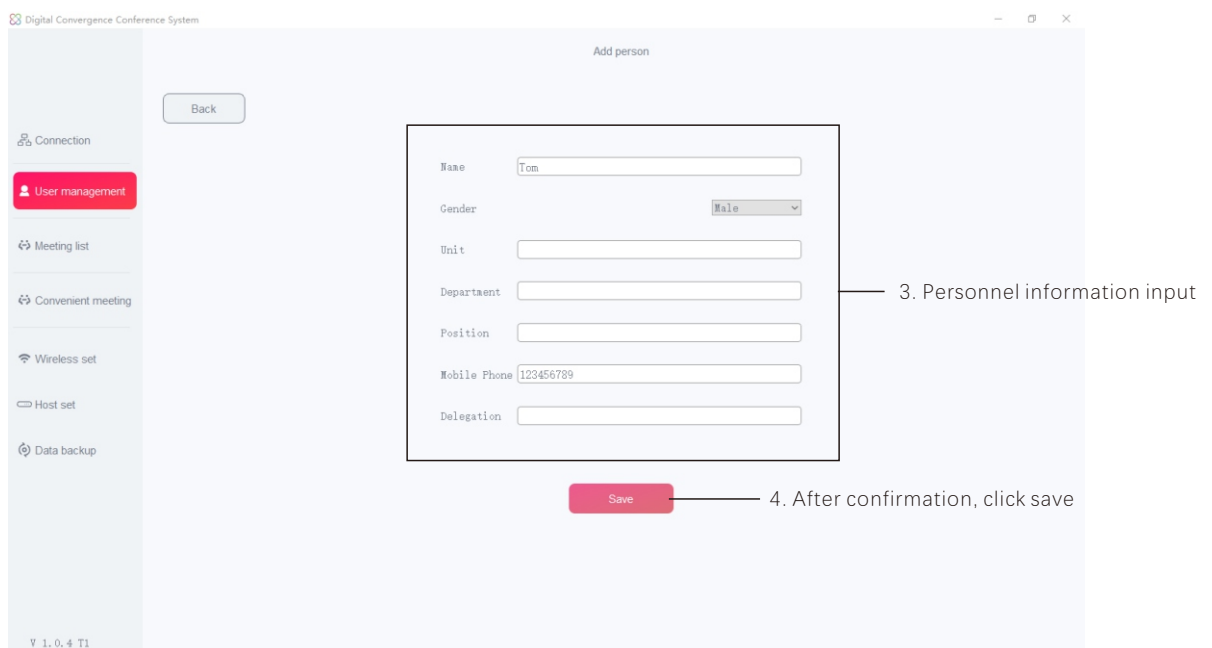 Digital Convergence Conference System
Add person
Back
Connection
User management
Meeting list
Convenient meeting
Wireless set
Host set
Data backup
V 1.0.4 T1
Name Tom
Gender Male
Unit
Department
Position
Mobile Phone 123456789
Delegation
3. Personnel information input
Save
4. After confirmation, click save